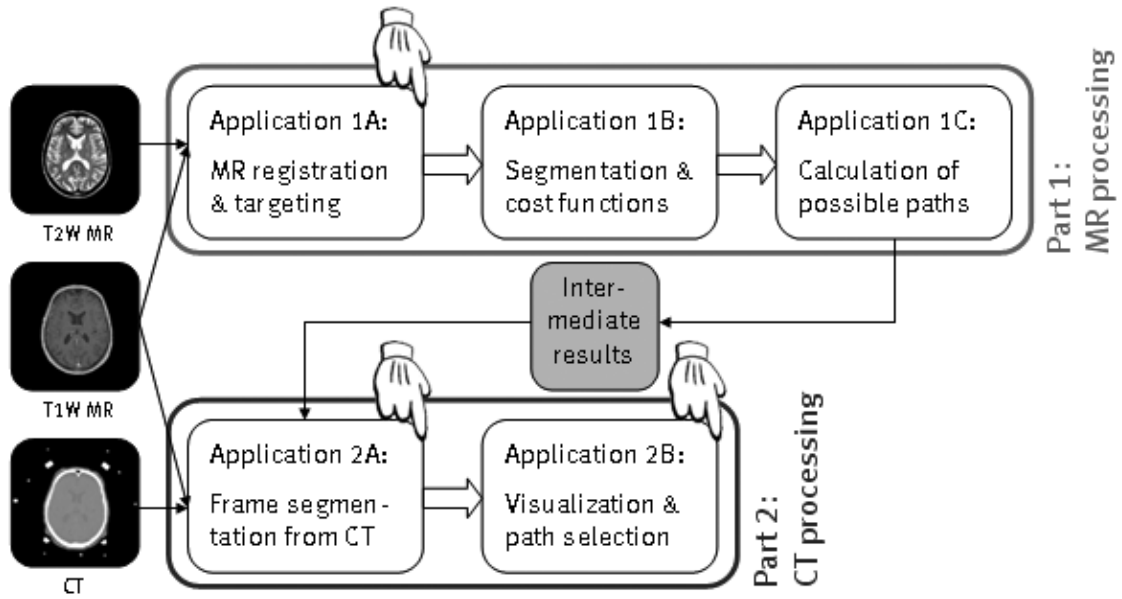 T2W MR
T1W MR
CT
Application 1A:
MR registration
& targeting
Application 1B:
Segmentation &
cost functions
Application 1C:
Calculation of
possible paths
Part 1:
MR processing
Inter-
mediate
results
Application 2A:
Frame segmen-
tation from CT
Application 2B:
Visualization &
path selection
Part 2:
CT processing